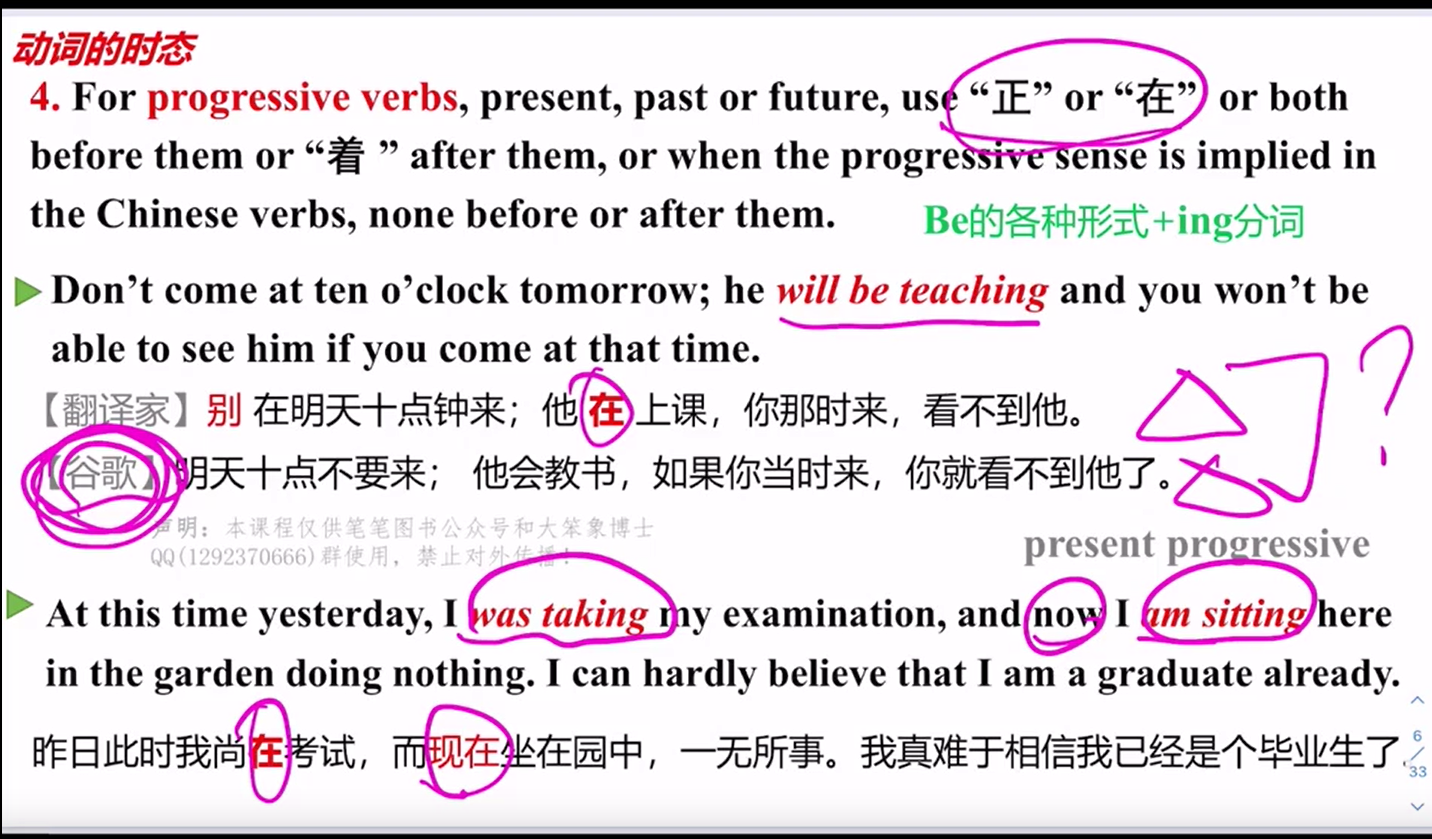 动词的时态
4. For progressive verbs, present, past or future, use “正” or “在” or both
before them or “着 ” after them, or when the progressive sense is implied in
the Chinese verbs, none before or after them.
Be的各种形式+ing分词
Don’t come at ten o’clock tomorrow; he will be teaching and you won’t be
able to see him if you come at that time.
【翻译家】别 在明天十点钟来；他 在 上课，你那时来，看不到他。
【谷歌】明天十点不要来； 他会教书，如果你当时来，你就看不到他了。
?
声明：本课程仅供笔笔图书公众号和大笨象博士
QQ(1292370666)群使用，禁止对外传播！
present progressive
At this time yesterday, I was taking my examination, and now I am sitting here
in the garden doing nothing. I can hardly believe that I am a graduate already.
昨日此时我尚在考试，而现在坐在园中，一无所事。我真难于相信我已经是个毕业生了.
6
/
33